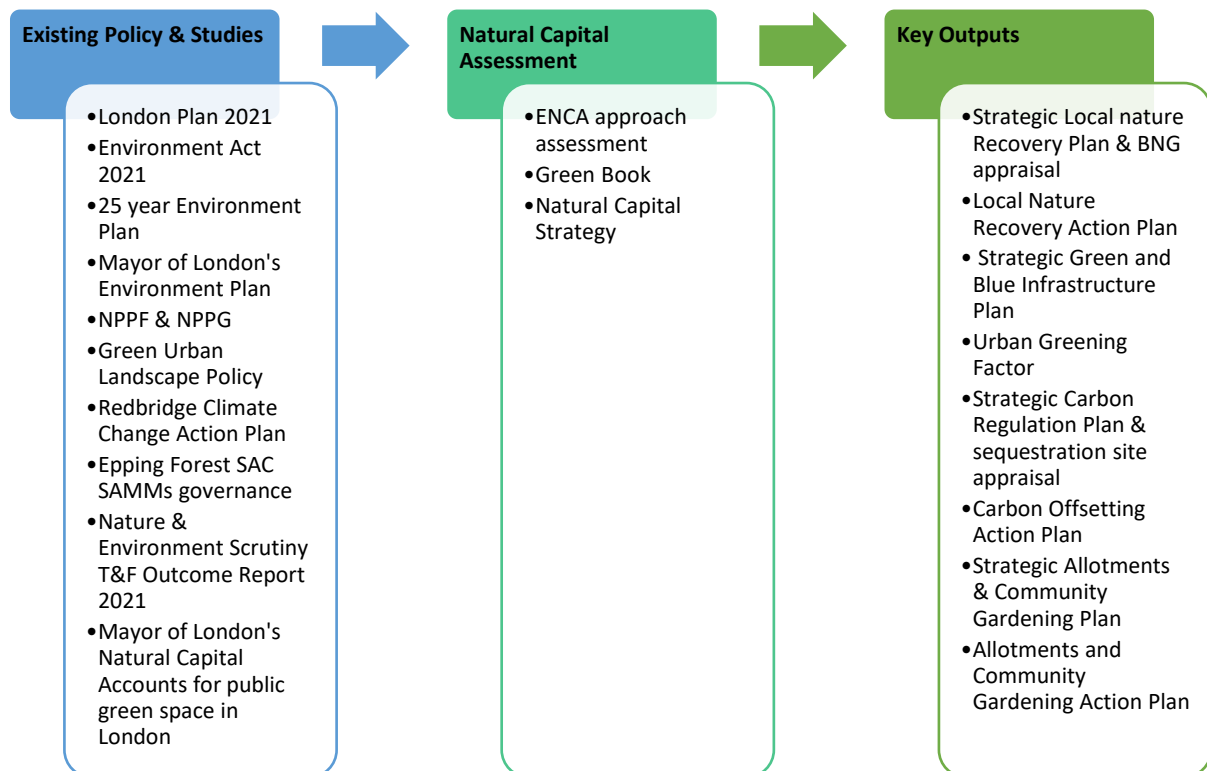 Existing Policy & Studies
•London Plan 2021
•Environment Act
2021
•25 year Environment
Plan
•Mayor of London's
Environment Plan
•NPPF & NPPG
•Green Urban
Landscape Policy
•Redbridge Climate
Change Action Plan
•Epping Forest SAC
SAMMs governance
•Nature &
Environment Scrutiny
T&F Outcome Report
2021
•Mayor of London's
Natural Capital
Accounts for public
green space in
London
Natural Capital
Assessment
•ENCA approach
assessment
•Green Book
•Natural Capital
Strategy
Key Outputs
•Strategic Local nature
Recovery Plan & BNG
appraisal
•Local Nature
Recovery Action Plan
• Strategic Green and
Blue Infrastructure
Plan
•Urban Greening
Factor
•Strategic Carbon
Regulation Plan &
sequestration site
appraisal
•Carbon Offsetting
Action Plan
•Strategic Allotments
& Community
Gardening Plan
•Allotments and
Community
Gardening Action Plan